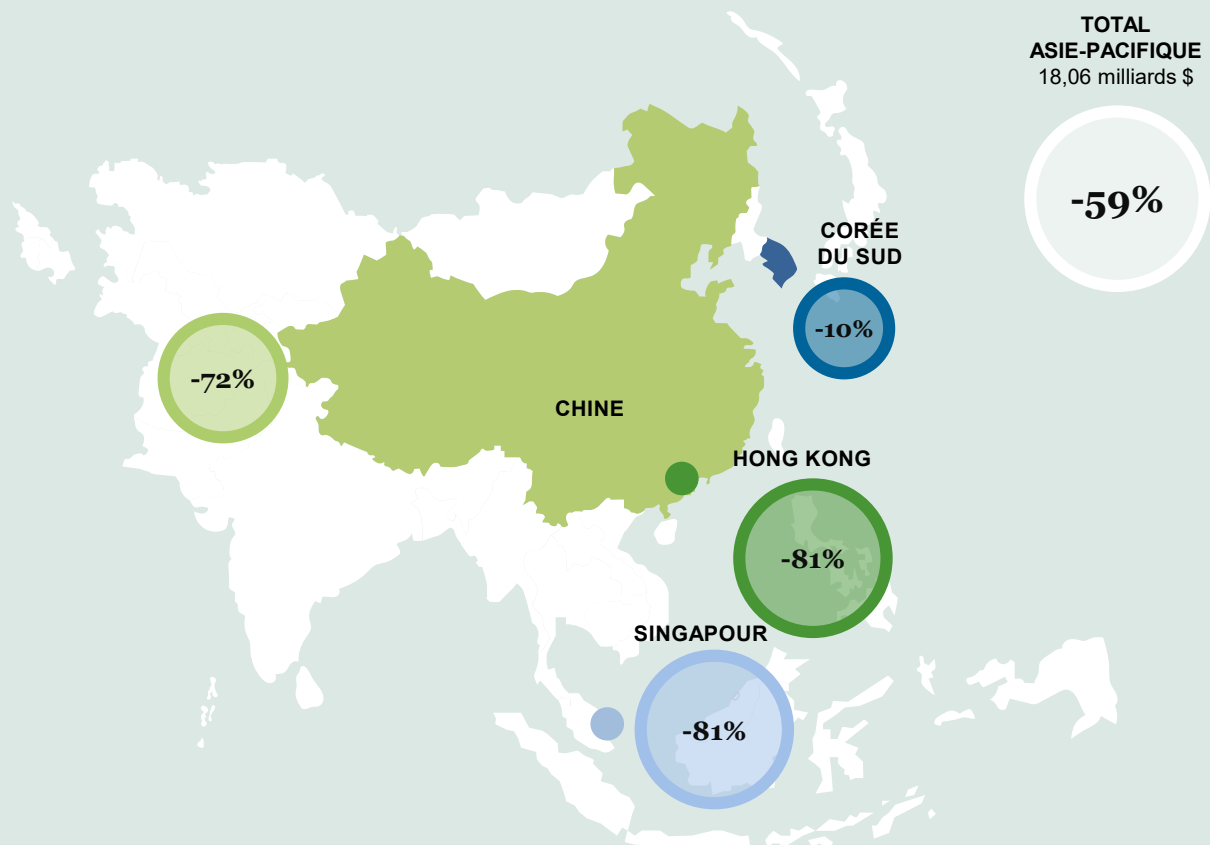 TOTAL
ASIE-PACIFIQUE
18,06 milliards $
-59%
CORÉE
DU SUD
-10%
-72%
CHINE
HONG KONG
-81%
SINGAPOUR
-81%